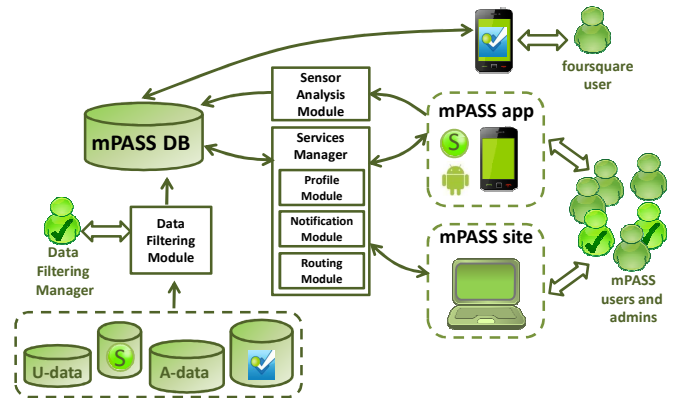 foursquare
user
Sensor
Analysis
Module
mPASS app
S
mPASS DB
Services
Manager
Profile
Module
Notification
Module
Routing
Module
mPASS site
Data
Filtering
Module
Data
Filtering
Manager
mPASS
users and
admins
U-data
S
A-data